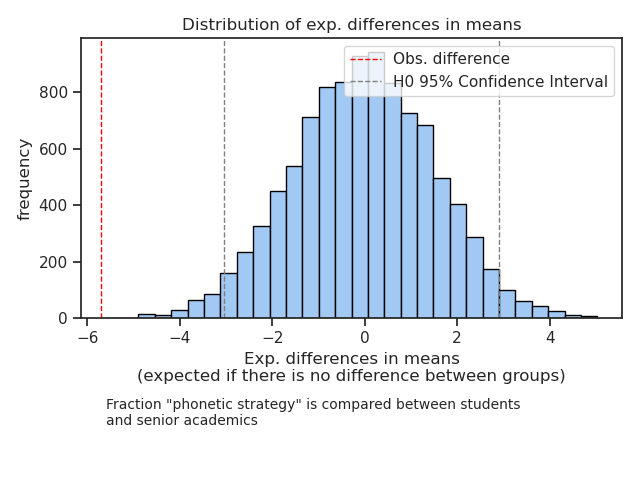 Distribution of exp. differences in means
Obs. difference
H0 95% Confidence Interval
frequency
800
600
400
200
0
−6
−4
−2
0
2
4
Exp. differences in means
(expected if there is no difference between groups)
Fraction "phonetic strategy" is compared between students
and senior academics